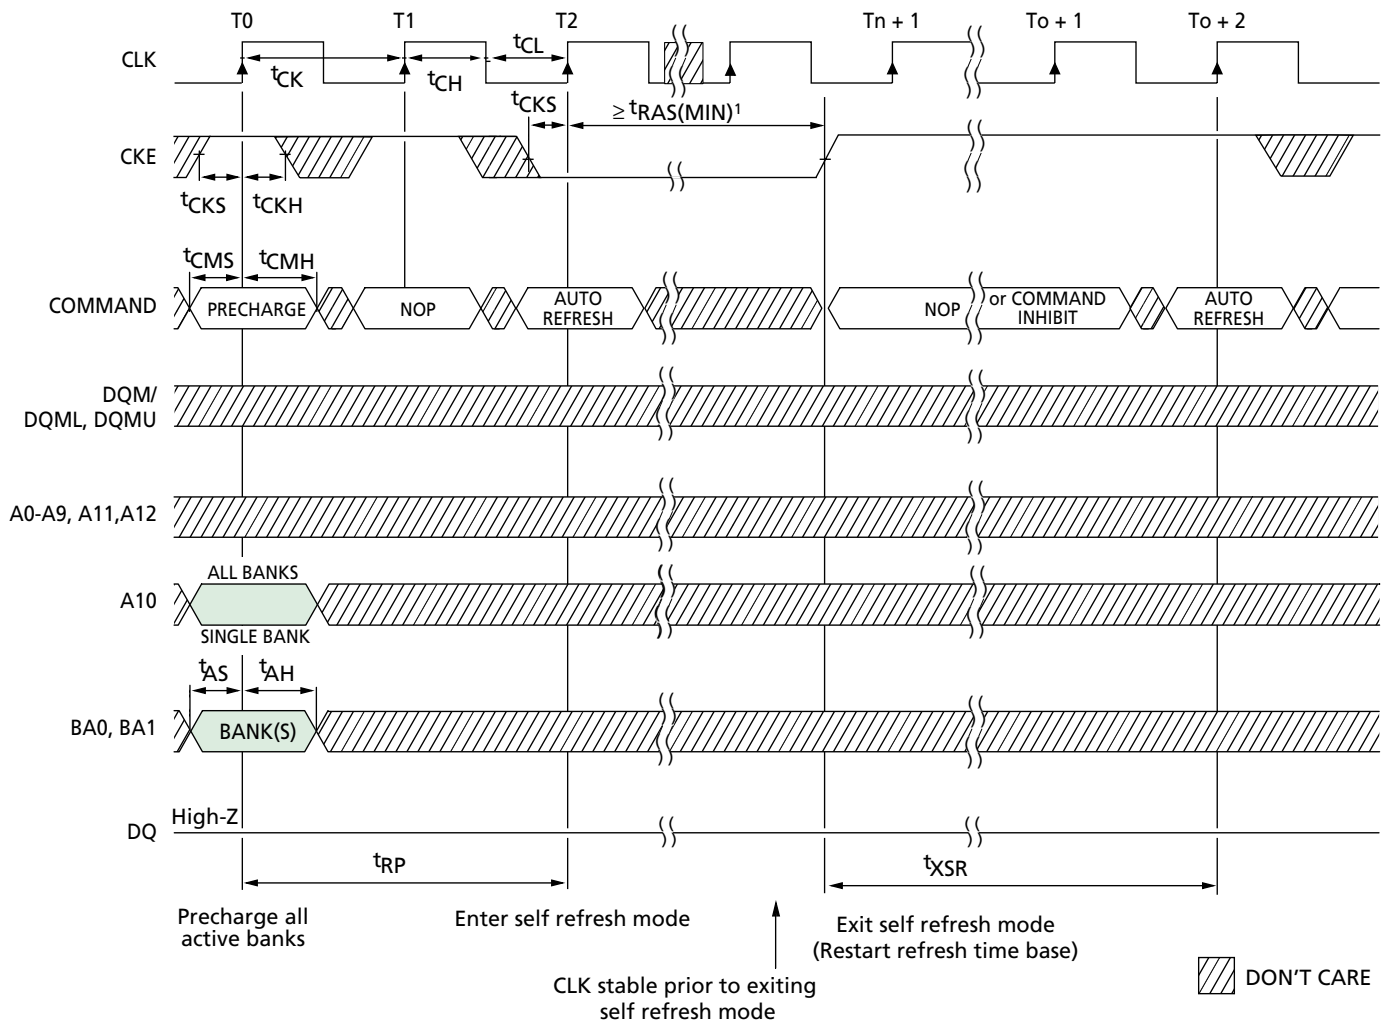 T0 T1 T2 Tn + 1 To + 1 To + 2
CLK
tCK tCH tCL
tCKS ≥ tRAS(MIN)1
CKE
tCKS tCKH
tCMS tCMH
COMMAND PRECHARGE NOP AUTO REFRESH NOP or COMMAND INHIBIT AUTO REFRESH
DQM/
DQML, DQMU
A0-A9, A11,A12
ALL BANKS
A10
SINGLE BANK
tAS tAH
BA0, BA1 BANK(S)
High-Z
DQ
tRP tXSR
Precharge all
active banks
Enter self refresh mode
CLK stable prior to exiting
self refresh mode
Exit self refresh mode
(Restart refresh time base)
DON'T CARE